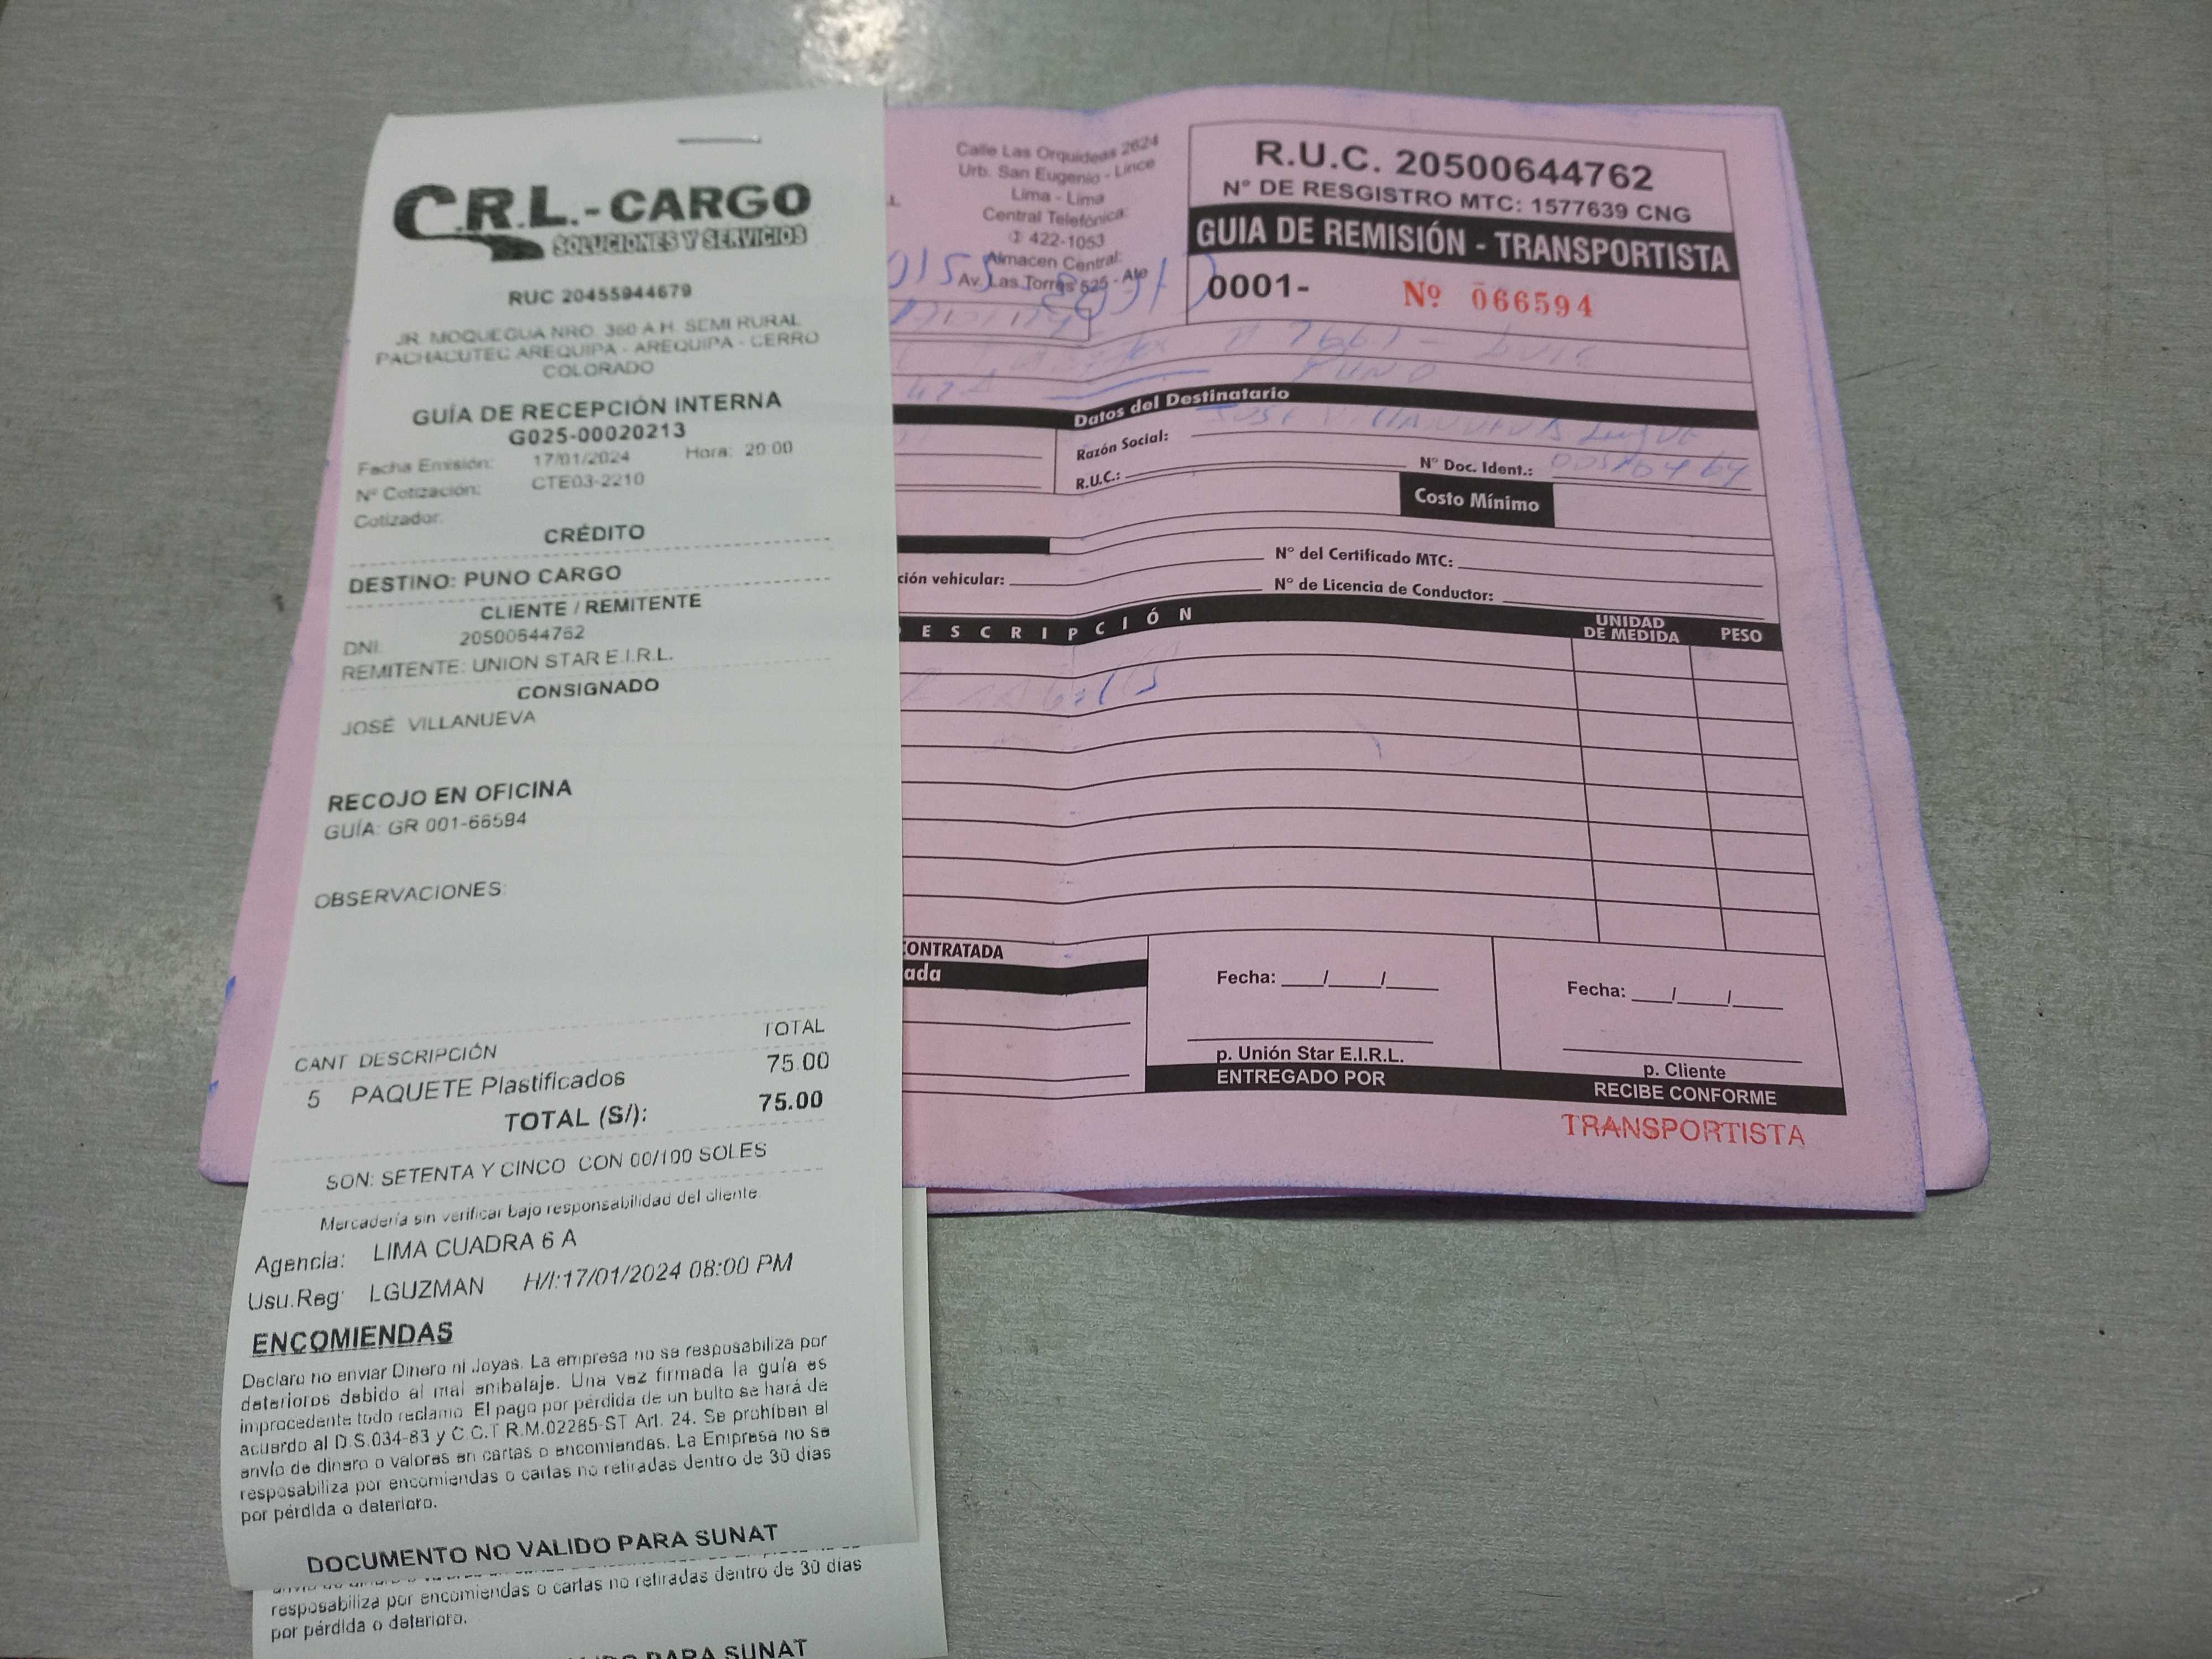 C.R.L.-CARGO
SOLUCIONES Y SERVICIOS
RUC 20455944679
JR. MOQUEGUA NRO. 360 A.H. SEMI RURAL
PACHACUTEC AREQUIPA - AREQUIPA - CERRO
COLORADO
GUÍA DE RECEPCIÓN INTERNA
G025-00020213
Fecha Emisión: 17/01/2024 Hora: 20:00
Nº Cotización: CTE03-2210
Cotizador:
CRÉDITO
DESTINO: PUNO CARGO
CLIENTE / REMITENTE
DNI: 20500644762
REMITENTE: UNION STAR E.I.R.L.
CONSIGNADO
JOSÉ VILLANUEVA
RECOJO EN OFICINA
GUÍA: GR 001-66594
OBSERVACIONES:
CANT DESCRIPCIÓN TOTAL
5 PAQUETE Plastificados 75.00
TOTAL (S/): 75.00
SON: SETENTA Y CINCO CON 00/100 SOLES
Mercadería sin verificar bajo responsabilidad del cliente
Agencia: LIMA CUADRA 6 A
Usu.Reg: LGUZMAN H/I:17/01/2024 08:00 PM
ENCOMIENDAS
Declaro no enviar Dinero ni Joyas. La empresa no se resposabiliza por
deterioros debido al mal embalaje. Una vez firmada la guía es
improcedente todo reclamo. El pago por pérdida de un bulto se hará de
acuerdo al D.S.034-83 y C.C.T R.M.02285-ST Art. 24. Se prohiben el
envío de dinero o valores en cartas o encomiendas. La Empresa no se
resposabiliza por encomiendas o cartas no retiradas dentro de 30 dias
por pérdida o deterioro.
DOCUMENTO NO VALIDO PARA SUNAT
resposabiliza por encomiendas o cartas no retiradas dentro de 30 dias
por pérdida o deterioro.
PARA SUNAT
Calle Las Orquideas 2624
Urb. San Eugenio - Lince
Lima - Lima
Central Telefónica:
422-1053
Almacen Central:
Av. Las Torres 525 - Ate
R.U.C. 20500644762
N° DE RESGISTRO MTC: 1577639 CNG
GUIA DE REMISIÓN - TRANSPORTISTA
0001- Nº 066594
PUNO
Datos del Destinatario
Razón Social: JOSE VILLANUEVA
R.U.C.: N° Doc. Ident.:
Costo Mínimo
ción vehicular: N° del Certificado MTC:
N° de Licencia de Conductor:
ESCRIPCIÓN UNIDAD DE MEDIDA PESO
CONTRATADA
ada
Fecha: ___/___/___ Fecha: ___/___/___
p. Unión Star E.I.R.L. p. Cliente
ENTREGADO POR RECIBE CONFORME
TRANSPORTISTA